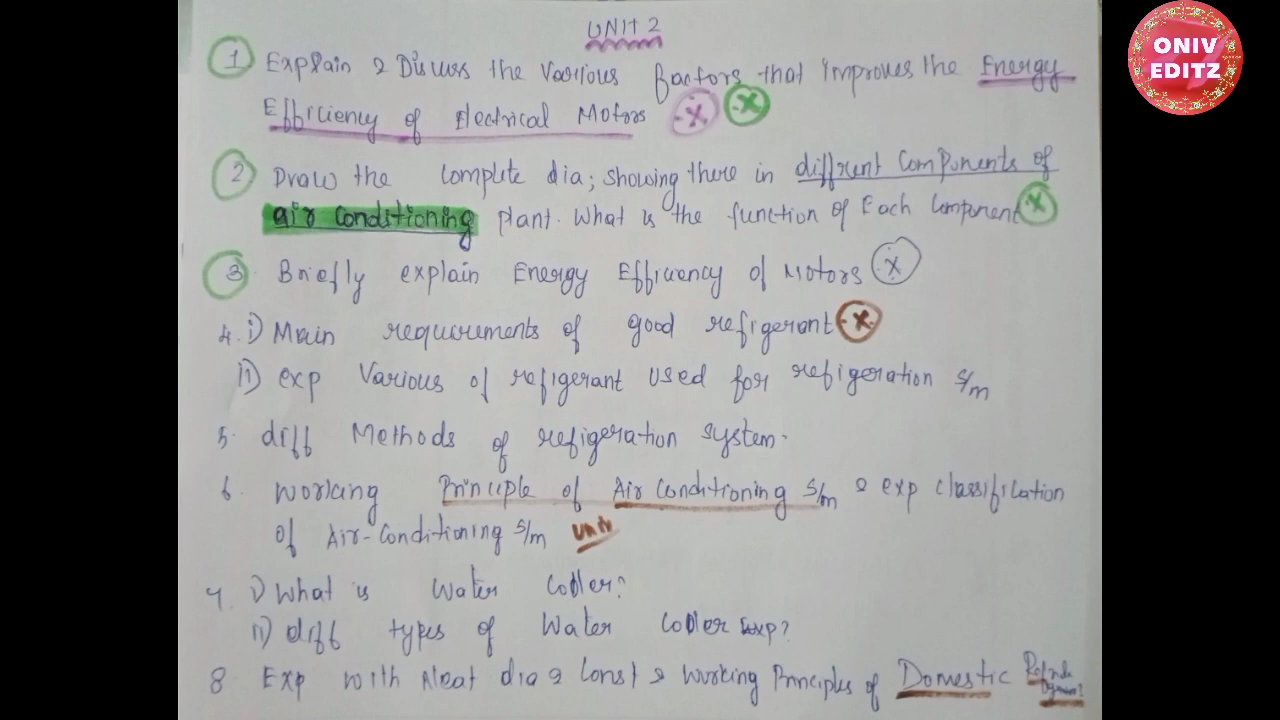 UNIT 2
ONIV
EDITZ
1 Explain & Discuss the Various factors that improves the Energy
Efficiency of Electrical Motors
2 Draw the complete dia; showing there in different components of
air conditioning plant. What is the function of Each component
3. Briefly explain Energy Efficiency of Motors
4. i) Main requirements of good refigerant
ii) exp Various of refigerant used for refigeration s/m
5. diff Methods of refigeration system.
6. working Principle of Air Conditioning s/m & exp classification
of Air-Conditioning s/m Univ
7. i) What is Water Cooler?
ii) diff types of Water Cooler Exp?
8. Exp with Neat dia & Const & working Principles of Domestic